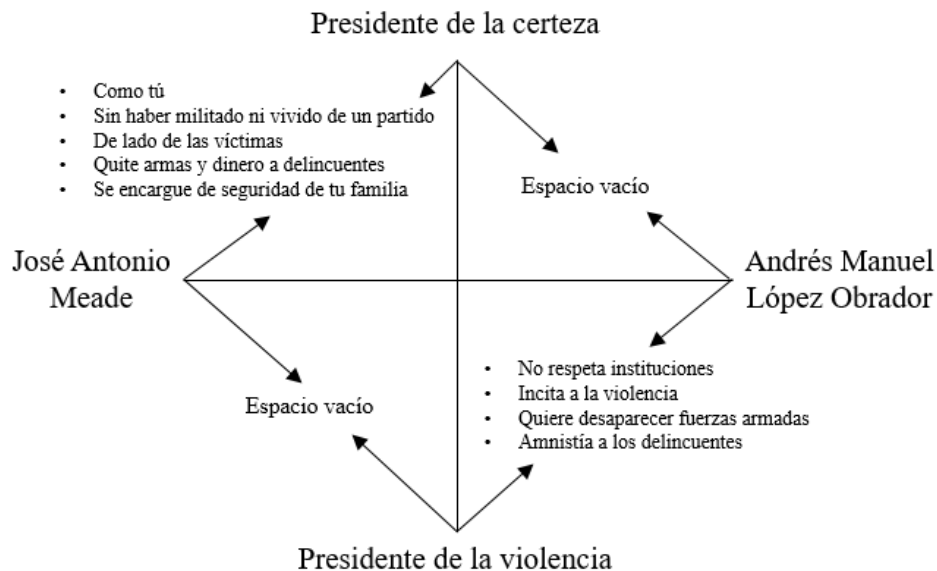 Presidente de la certeza
• Como tú
• Sin haber militado ni vivido de un partido
• De lado de las víctimas
• Quite armas y dinero a delincuentes
• Se encargue de seguridad de tu familia
Espacio vacío
José Antonio
Meade
Andrés Manuel
López Obrador
Espacio vacío
• No respeta instituciones
• Incita a la violencia
• Quiere desaparecer fuerzas armadas
• Amnistía a los delincuentes
Presidente de la violencia